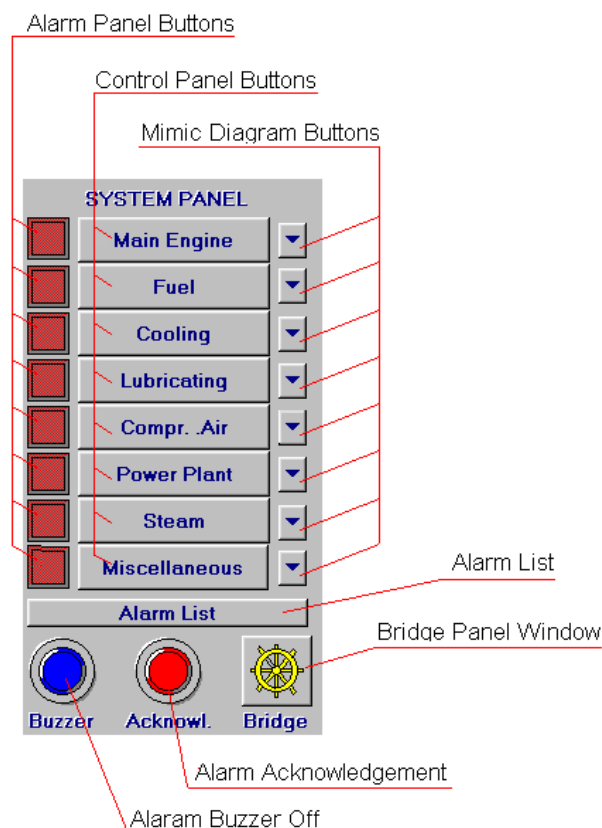 Alarm Panel Buttons
Control Panel Buttons
Mimic Diagram Buttons
SYSTEM PANEL
Main Engine
Fuel
Cooling
Lubricating
Compr. .Air
Power Plant
Steam
Miscellaneous
Alarm List
Alarm List
Bridge Panel Window
Buzzer Acknowl. Bridge
Alarm Acknowledgement
Alaram Buzzer Off